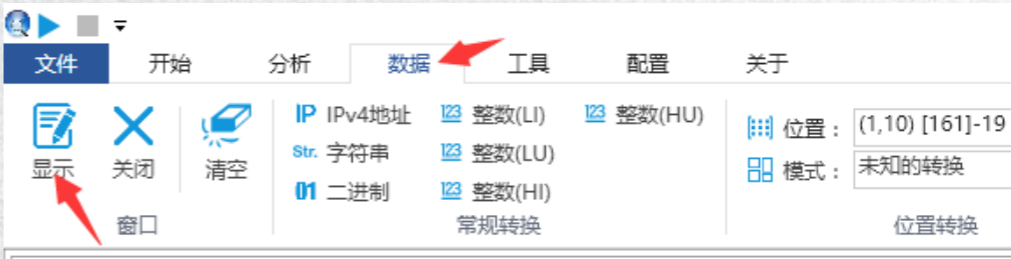 文件 开始 分析 数据 工具 配置 关于
显示 关闭 清空
窗口
IP IPv4地址 123 整数(LI) 123 整数(HU)
Str. 字符串 123 整数(LU)
01 二进制 123 整数(HI)
常规转换
位置： (1,10) [161]-19
模式： 未知的转换
位置转换